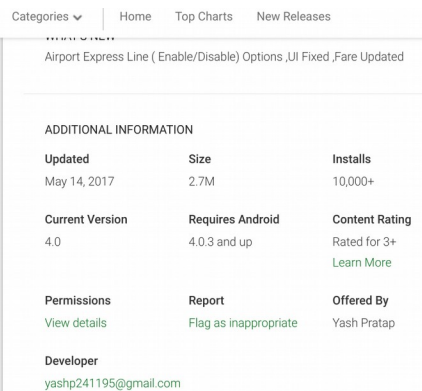 Categories Home Top Charts New Releases
WHAT'S NEW
Airport Express Line ( Enable/Disable) Options ,UI Fixed ,Fare Updated
ADDITIONAL INFORMATION
Updated Size Installs
May 14, 2017 2.7M 10,000+
Current Version Requires Android Content Rating
4.0 4.0.3 and up Rated for 3+
Learn More
Permissions Report Offered By
View details Flag as inappropriate Yash Pratap
Developer
yashp241195@gmail.com